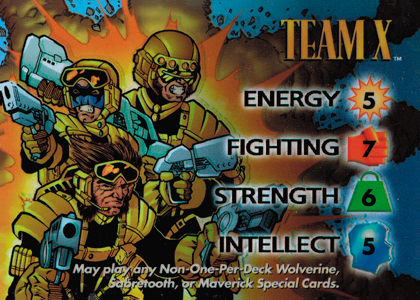 TEAM X™
ENERGY 5
FIGHTING 7
STRENGTH 6
INTELLECT 5
May play any Non-One-Per-Deck Wolverine,
Sabretooth, or Maverick Special Cards.